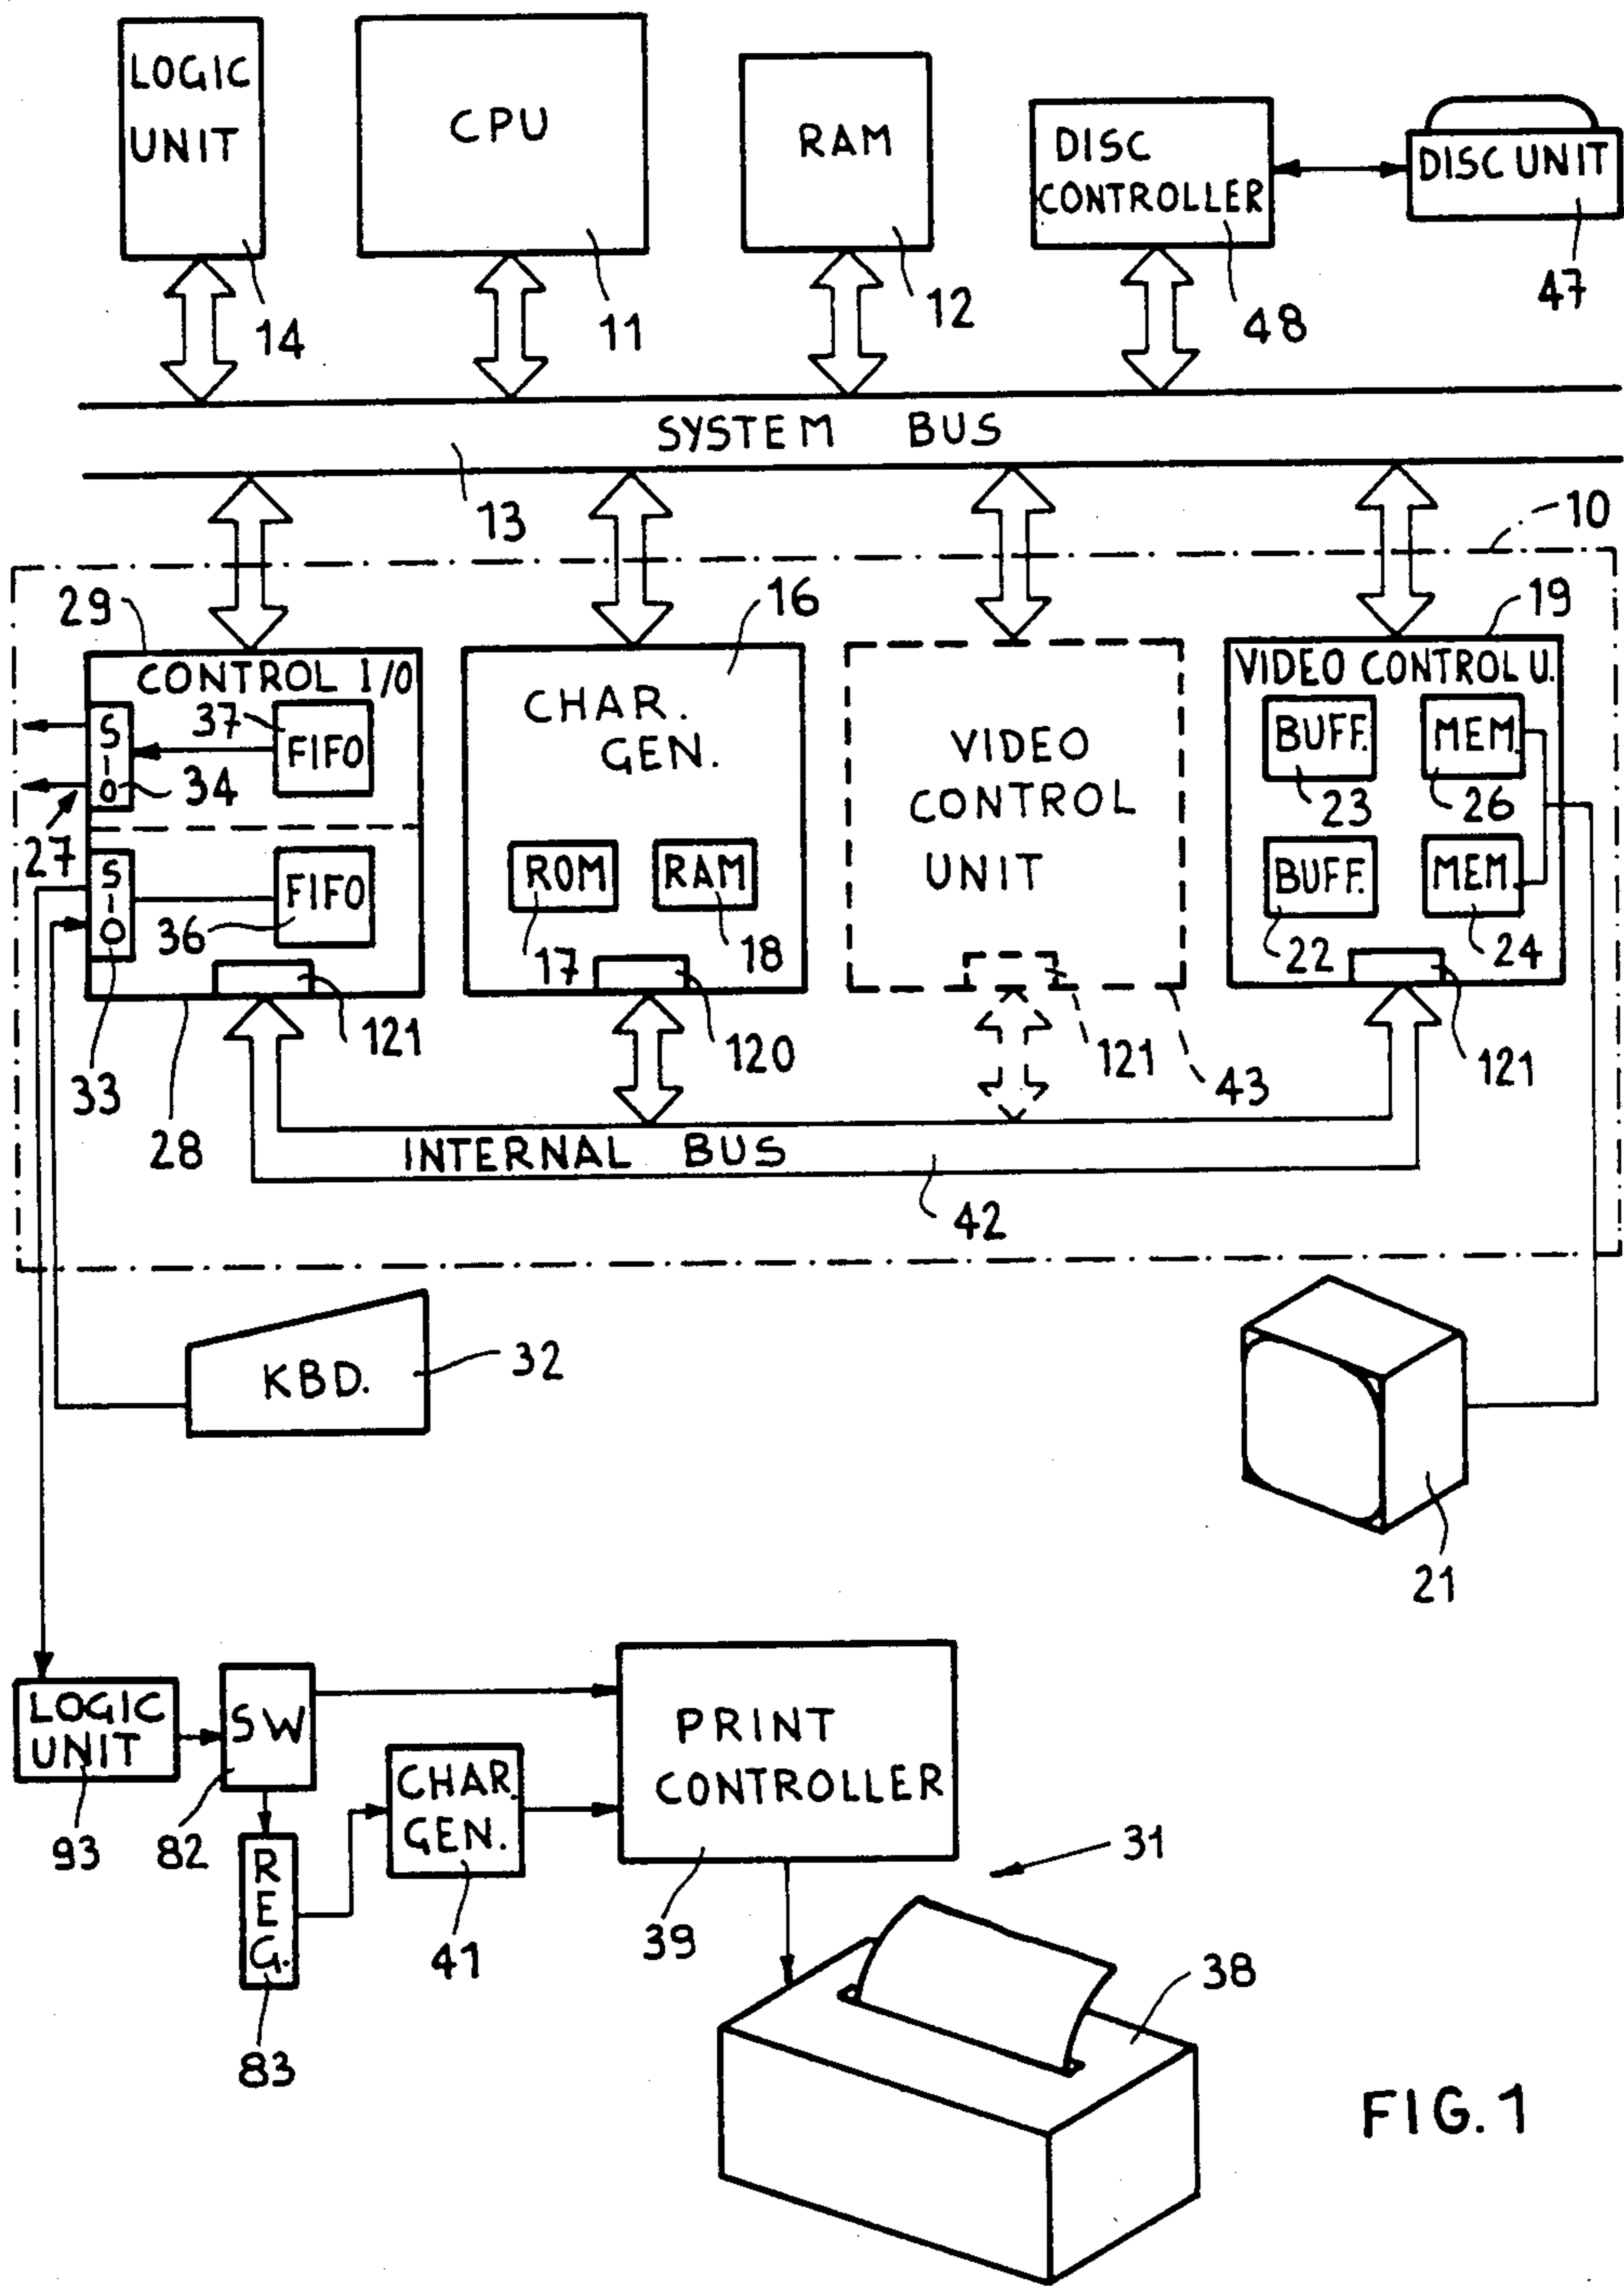 LOGIC
UNIT
14
CPU
11
RAM
12
DISC
CONTROLLER
48
DISC UNIT
47
SYSTEM BUS
13
10
29
CONTROL I/O
S
I
O
34
37
FIFO
27
S
I
O
33
36
FIFO
121
28
16
CHAR.
GEN.
ROM
17
RAM
18
120
VIDEO
CONTROL
UNIT
121
43
19
VIDEO CONTROL U.
BUFF.
23
MEM.
26
BUFF.
22
MEM.
24
121
INTERNAL BUS
42
KBD.
32
21
LOGIC
UNIT
93
SW
82
REG.
83
CHAR.
GEN.
41
PRINT
CONTROLLER
39
31
38
FIG. 1